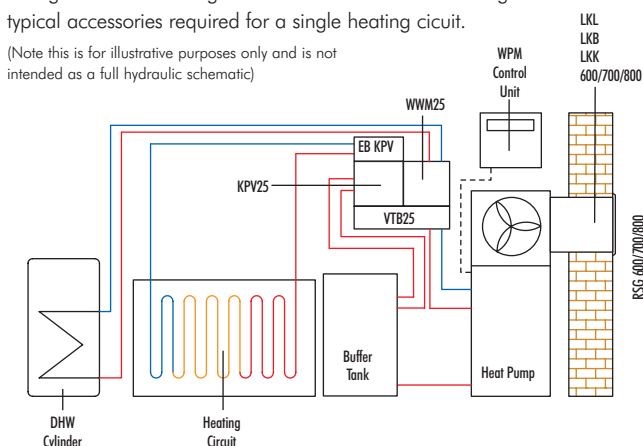 typical accessories required for a single heating cicuit.
(Note this is for illustrative purposes only and is not
intended as a full hydraulic schematic)
LKL
LKB
LKK
600/700/800
WPM
Control
Unit
WWM25
EB KPV
KPV25
VTB25
RSG 600/700/800
Buffer
Tank
Heat Pump
DHW
Cylinder
Heating
Circuit